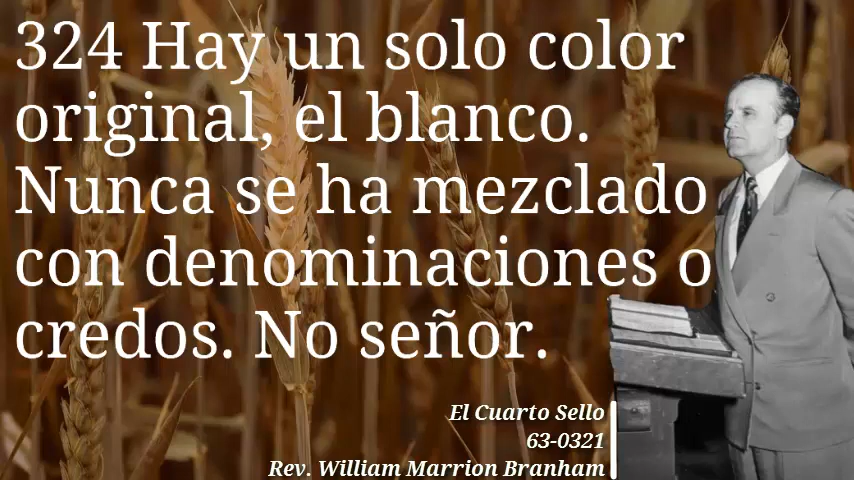 324 Hay un solo color
original, el blanco.
Nunca se ha mezclado
con denominaciones o
credos. No señor.
El Cuarto Sello
63-0321
Rev. William Marrion Branham